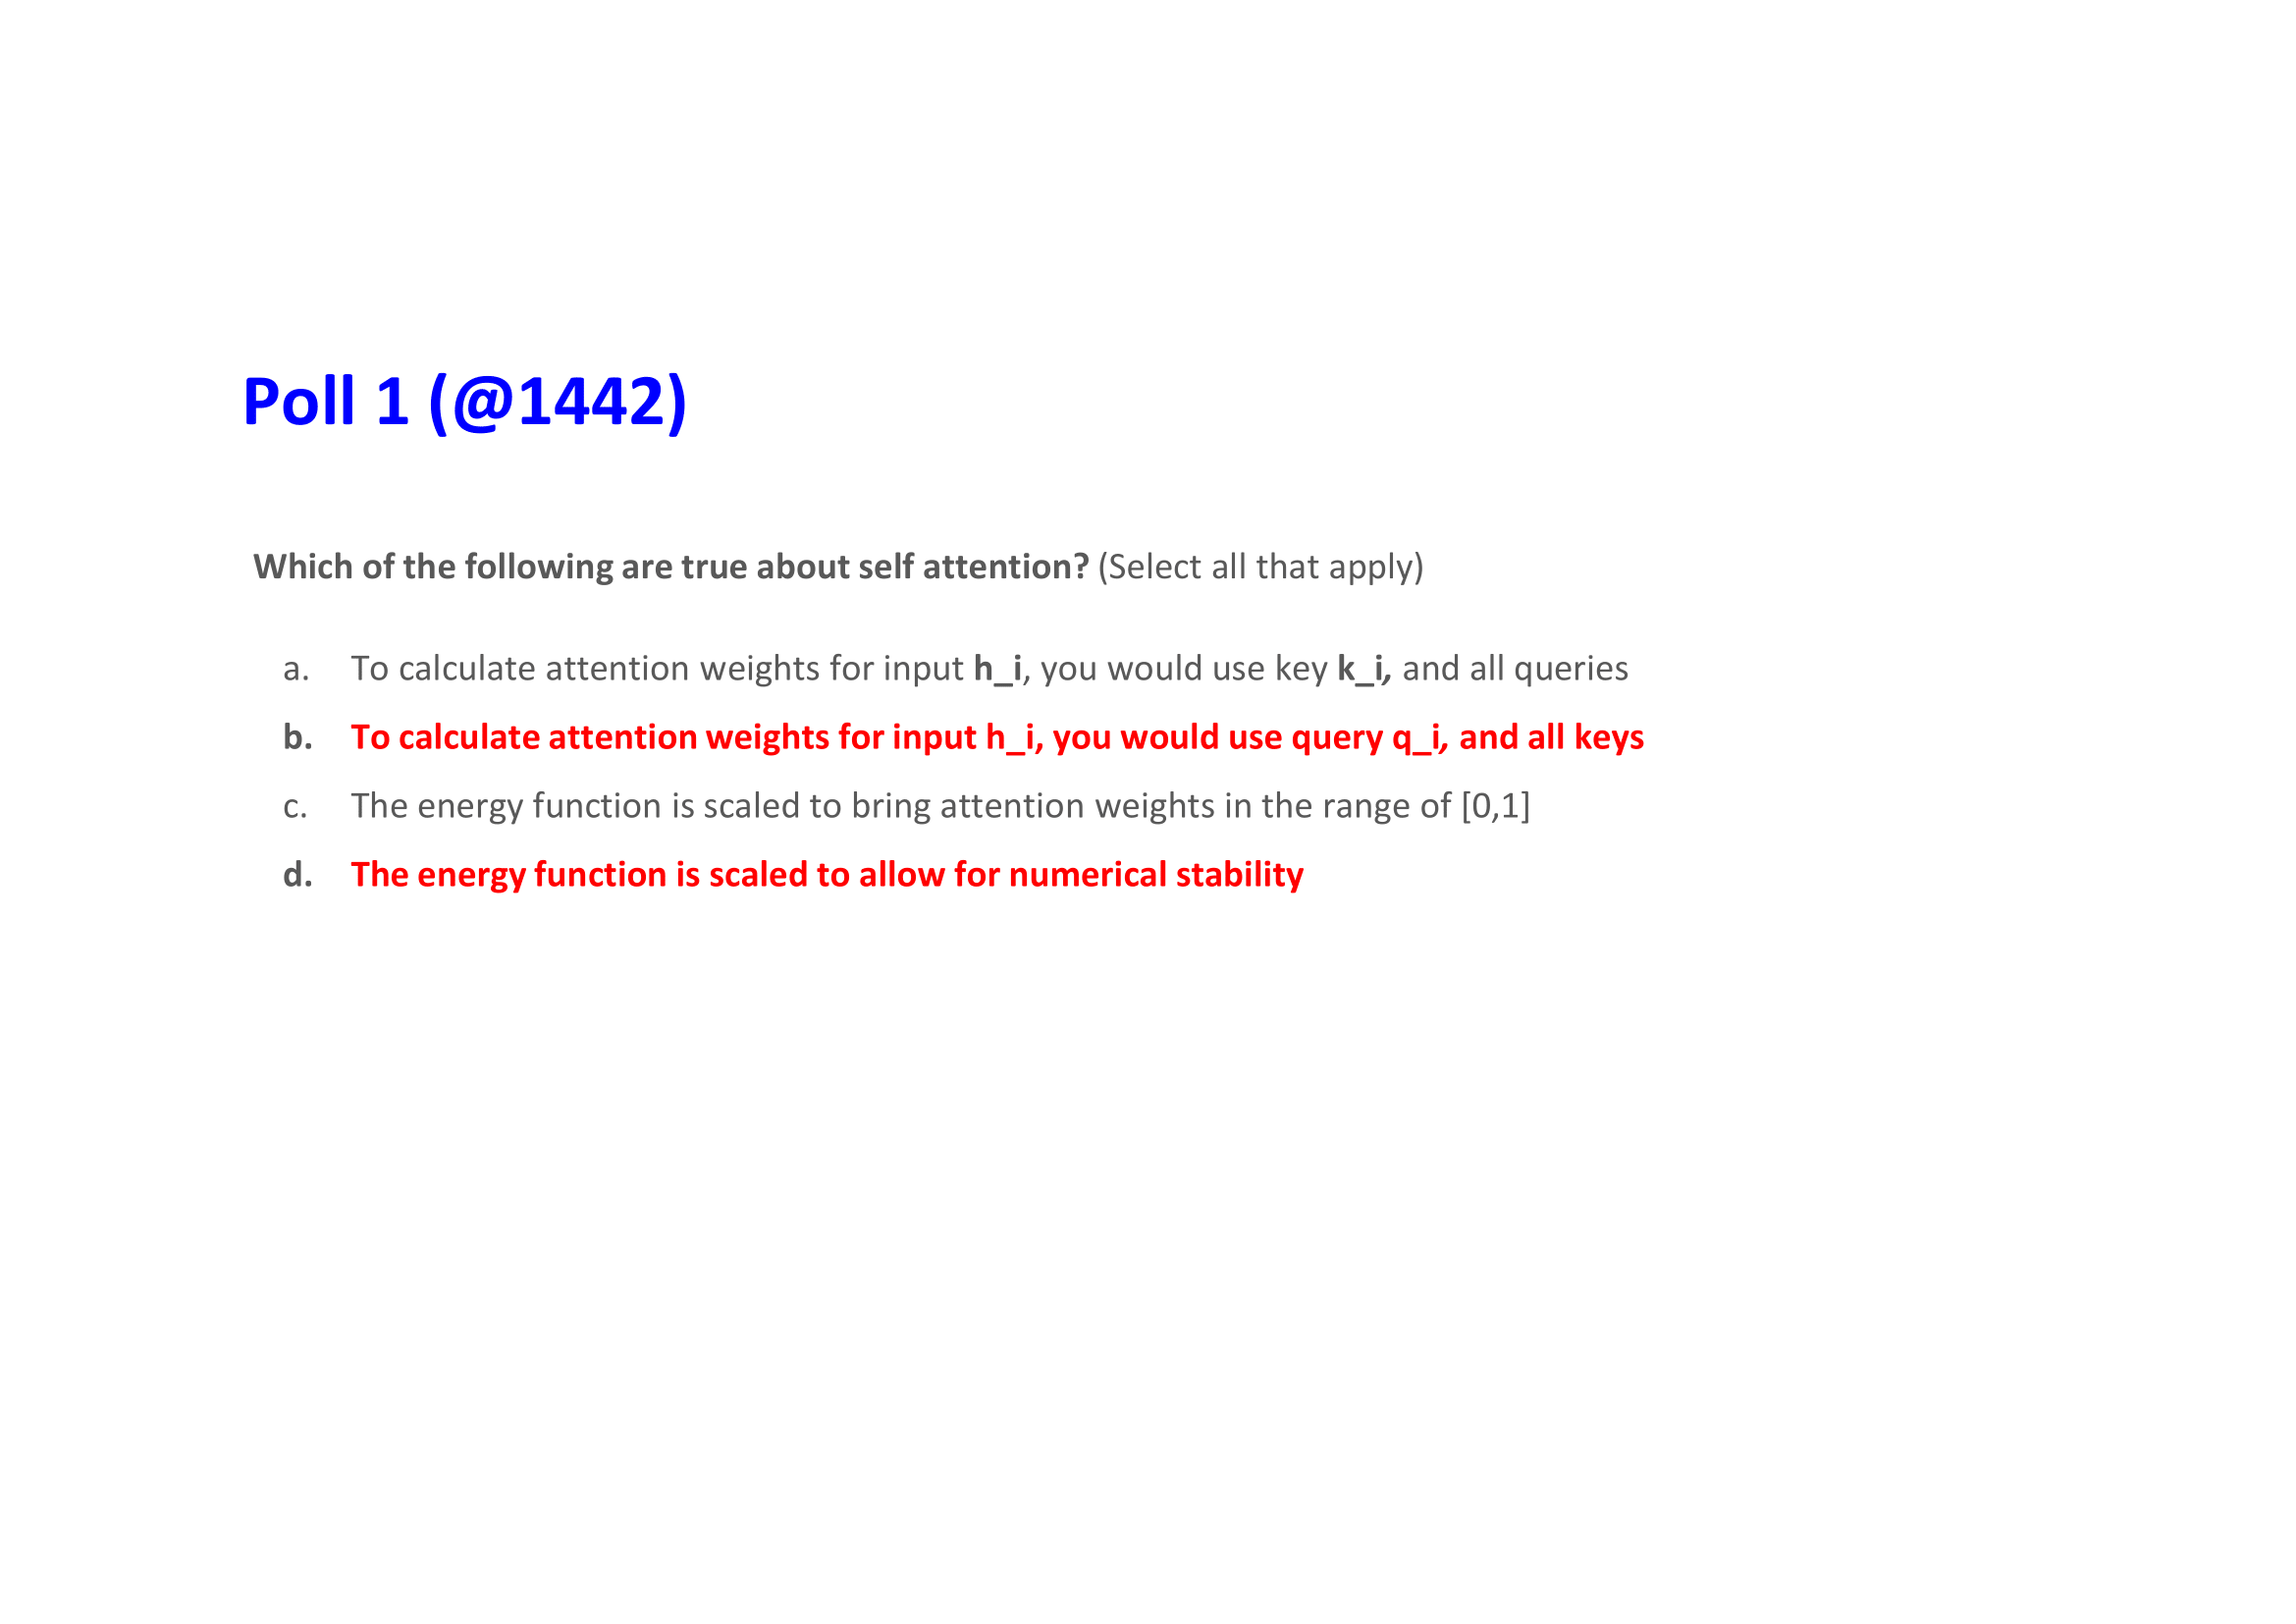 Poll 1 (@1442)
Which of the following are true about self attention? (Select all that apply)
a. To calculate attention weights for input h_i, you would use key k_i, and all queries
b. To calculate attention weights for input h_i, you would use query q_i, and all keys
c. The energy function is scaled to bring attention weights in the range of [0,1]
d. The energy function is scaled to allow for numerical stability